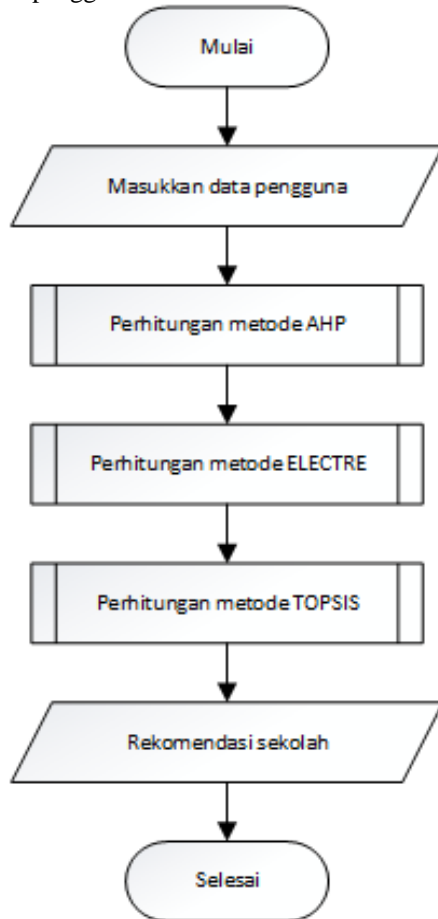 Mulai
Masukkan data pengguna
Perhitungan metode AHP
Perhitungan metode ELECTRE
Perhitungan metode TOPSIS
Rekomendasi sekolah
Selesai